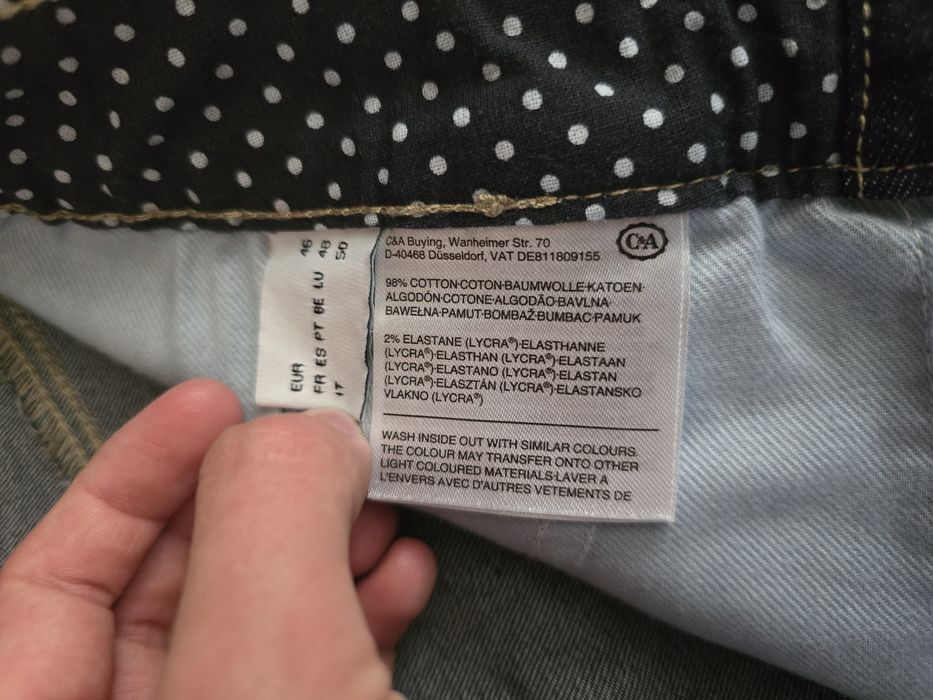 EUR 46
FR ES PT BE LU 48
IT 50
C&A Buying, Wanheimer Str. 70
D-40468 Düsseldorf, VAT DE811809155
C&A
98% COTTON·COTON·BAUMWOLLE·KATOEN·
ALGODÓN·COTONE·ALGODÃO·BAVLNA·
BAWEŁNA·PAMUT·BOMBAŽ·BUMBAC·PAMUK
2% ELASTANE (LYCRA®)·ELASTHANNE
(LYCRA®)·ELASTHAN (LYCRA®)·ELASTAAN
(LYCRA®)·ELASTANO (LYCRA®)·ELASTAN
(LYCRA®)·ELASZTÁN (LYCRA®)·ELASTANSKO
VLAKNO (LYCRA®)
WASH INSIDE OUT WITH SIMILAR COLOURS.
THE COLOUR MAY TRANSFER ONTO OTHER
LIGHT COLOURED MATERIALS·LAVER A
L'ENVERS AVEC D'AUTRES VETEMENTS DE